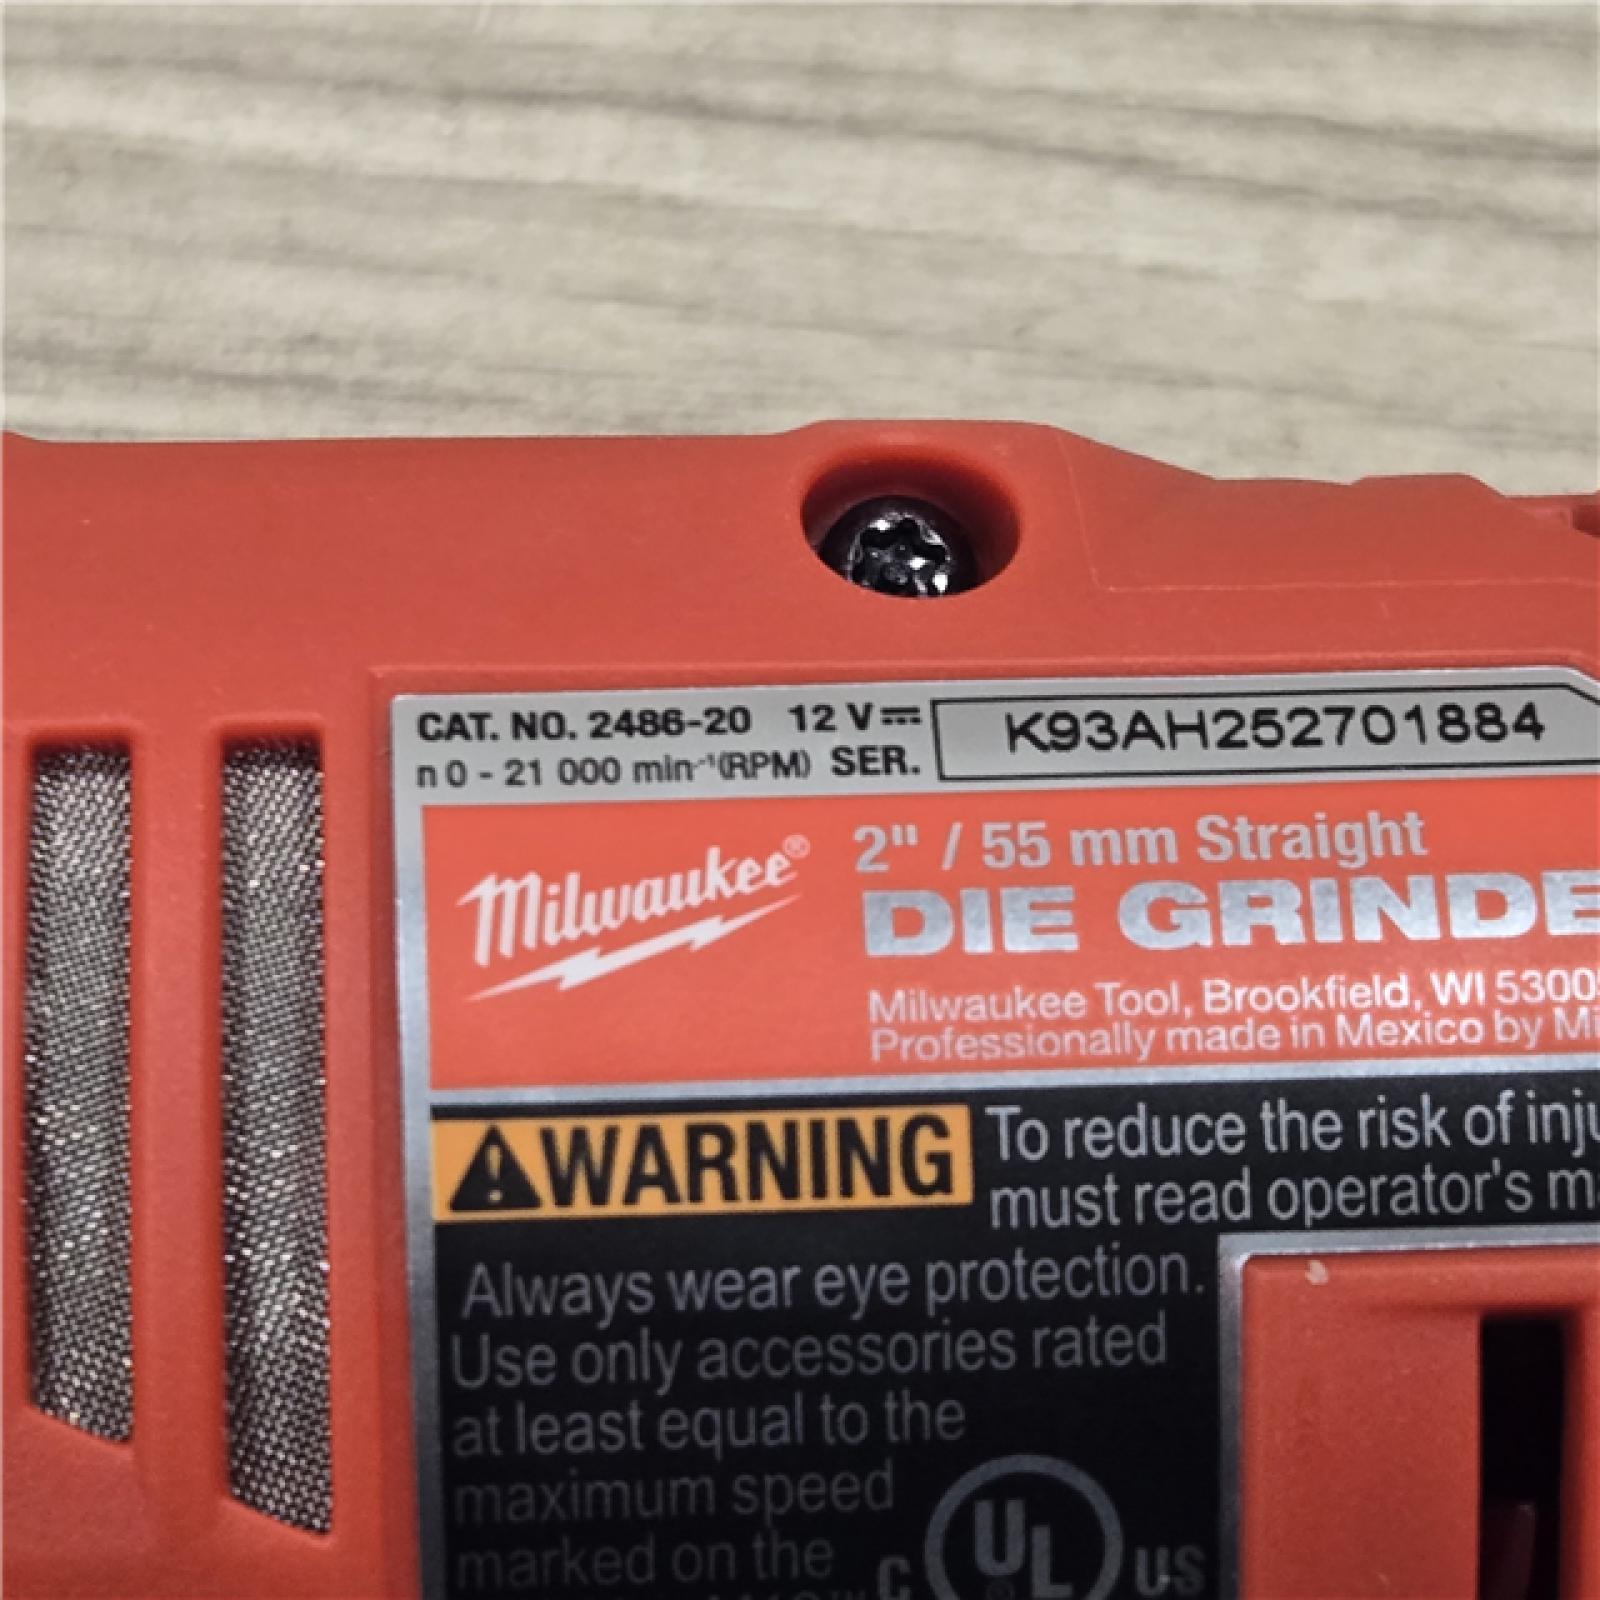 CAT. NO. 2486-20 12 V K93AH252701884
n 0 - 21 000 min⁻¹(RPM) SER.
Milwaukee®
2" / 55 mm Straight
DIE GRINDE
Milwaukee Tool, Brookfield, WI 5300
Professionally made in Mexico by Mi
WARNING
To reduce the risk of inju
must read operator's m
Always wear eye protection.
Use only accessories rated
at least equal to the
maximum speed
marked on the
C UL US